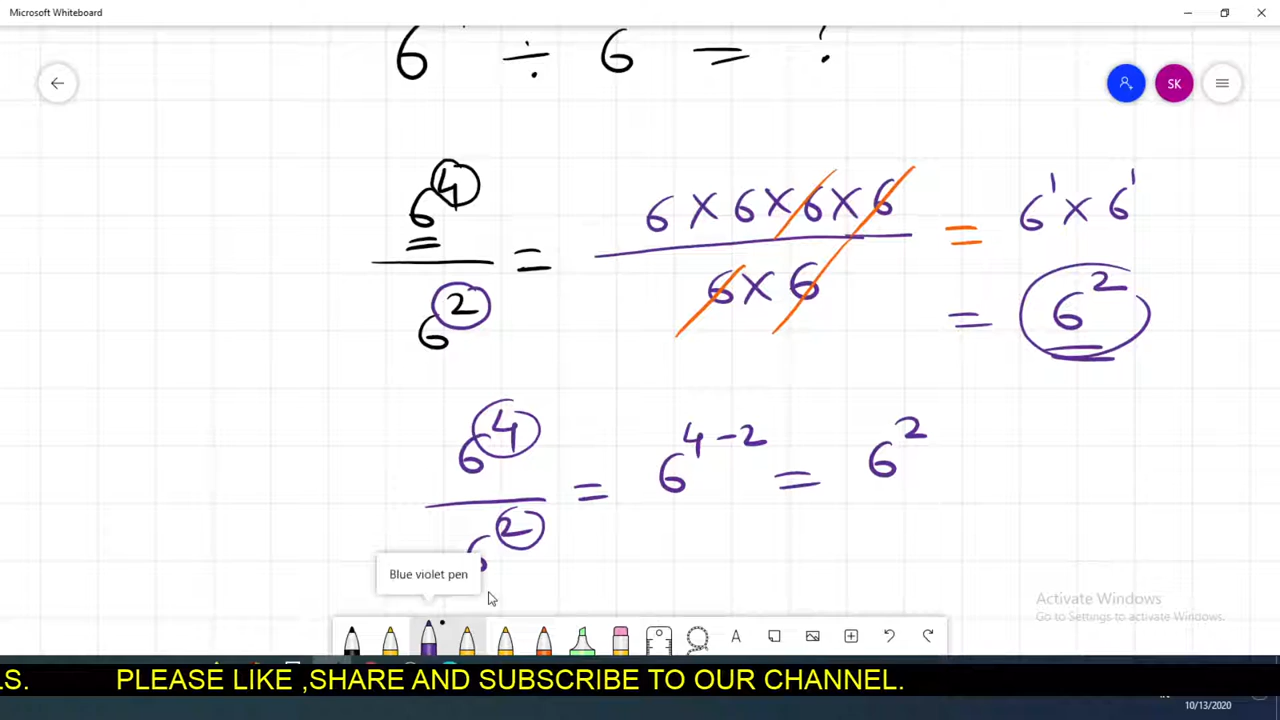 Microsoft Whiteboard
6 ÷ 6 = ?
SK
6^4 / 6^2 = 6 × 6 × 6 × 6 / 6 × 6 = 6^1 × 6^1
= 6^2
6^4 / 6^2 = 6^(4-2) = 6^2
Blue violet pen
Activate Windows
Go to Settings to activate Windows.
A
LS. PLEASE LIKE ,SHARE AND SUBSCRIBE TO OUR CHANNEL.
10/13/2020